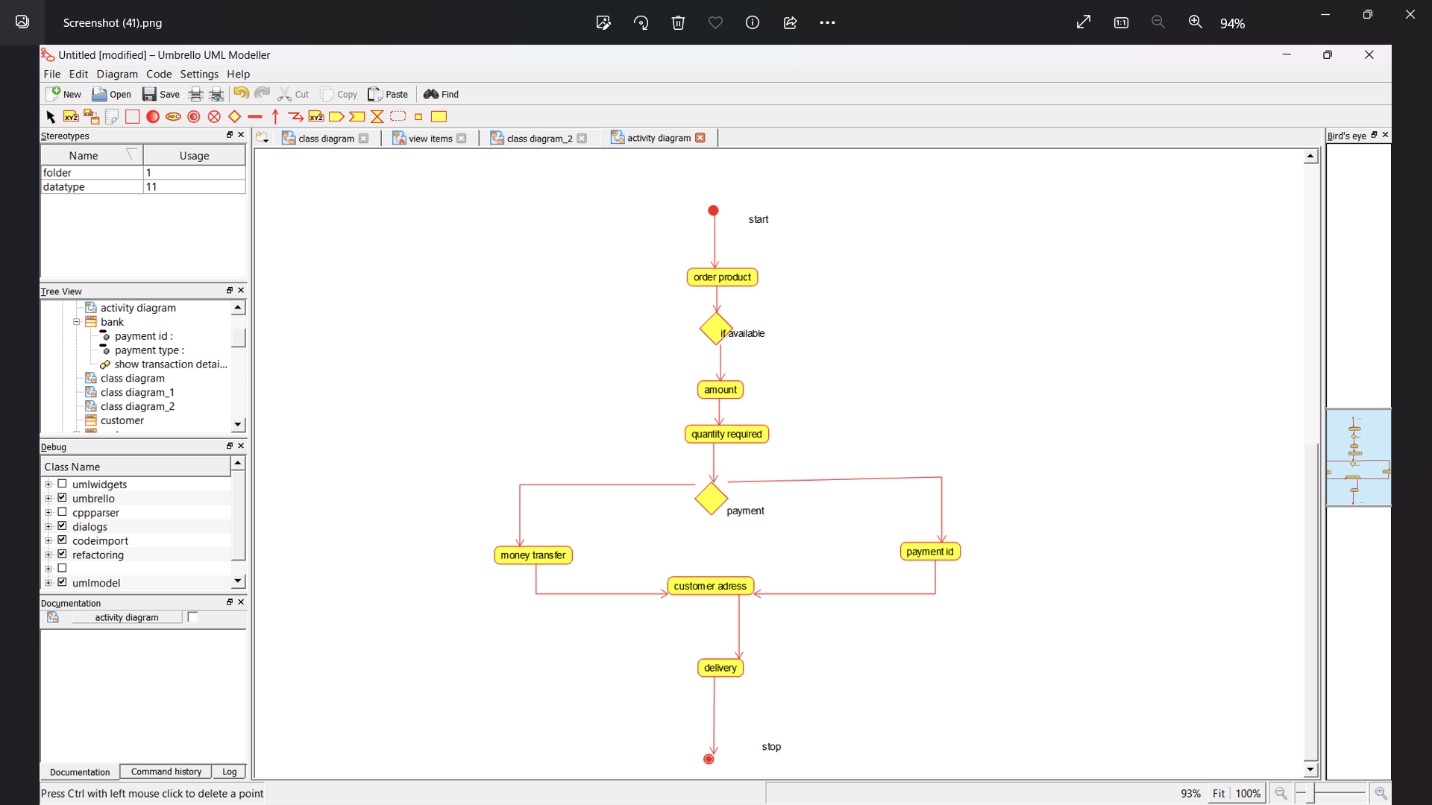 Screenshot (41).png
94%
Untitled [modified] – Umbrello UML Modeller
File Edit Diagram Code Settings Help
New Open Save Cut Copy Paste Find
Stereotypes
Name Usage
folder 1
datatype 11
Tree View
activity diagram
bank
payment id :
payment type :
show transaction detai...
class diagram
class diagram_1
class diagram_2
customer
Debug
Class Name
umlwidgets
umbrello
cppparser
dialogs
codeimport
refactoring
umlmodel
Documentation
activity diagram
Documentation Command history Log
Press Ctrl with left mouse click to delete a point
class diagram view items class diagram_2 activity diagram
start
order product
if available
amount
quantity required
payment
money transfer
payment id
customer adress
delivery
stop
Bird's eye
93% Fit 100%